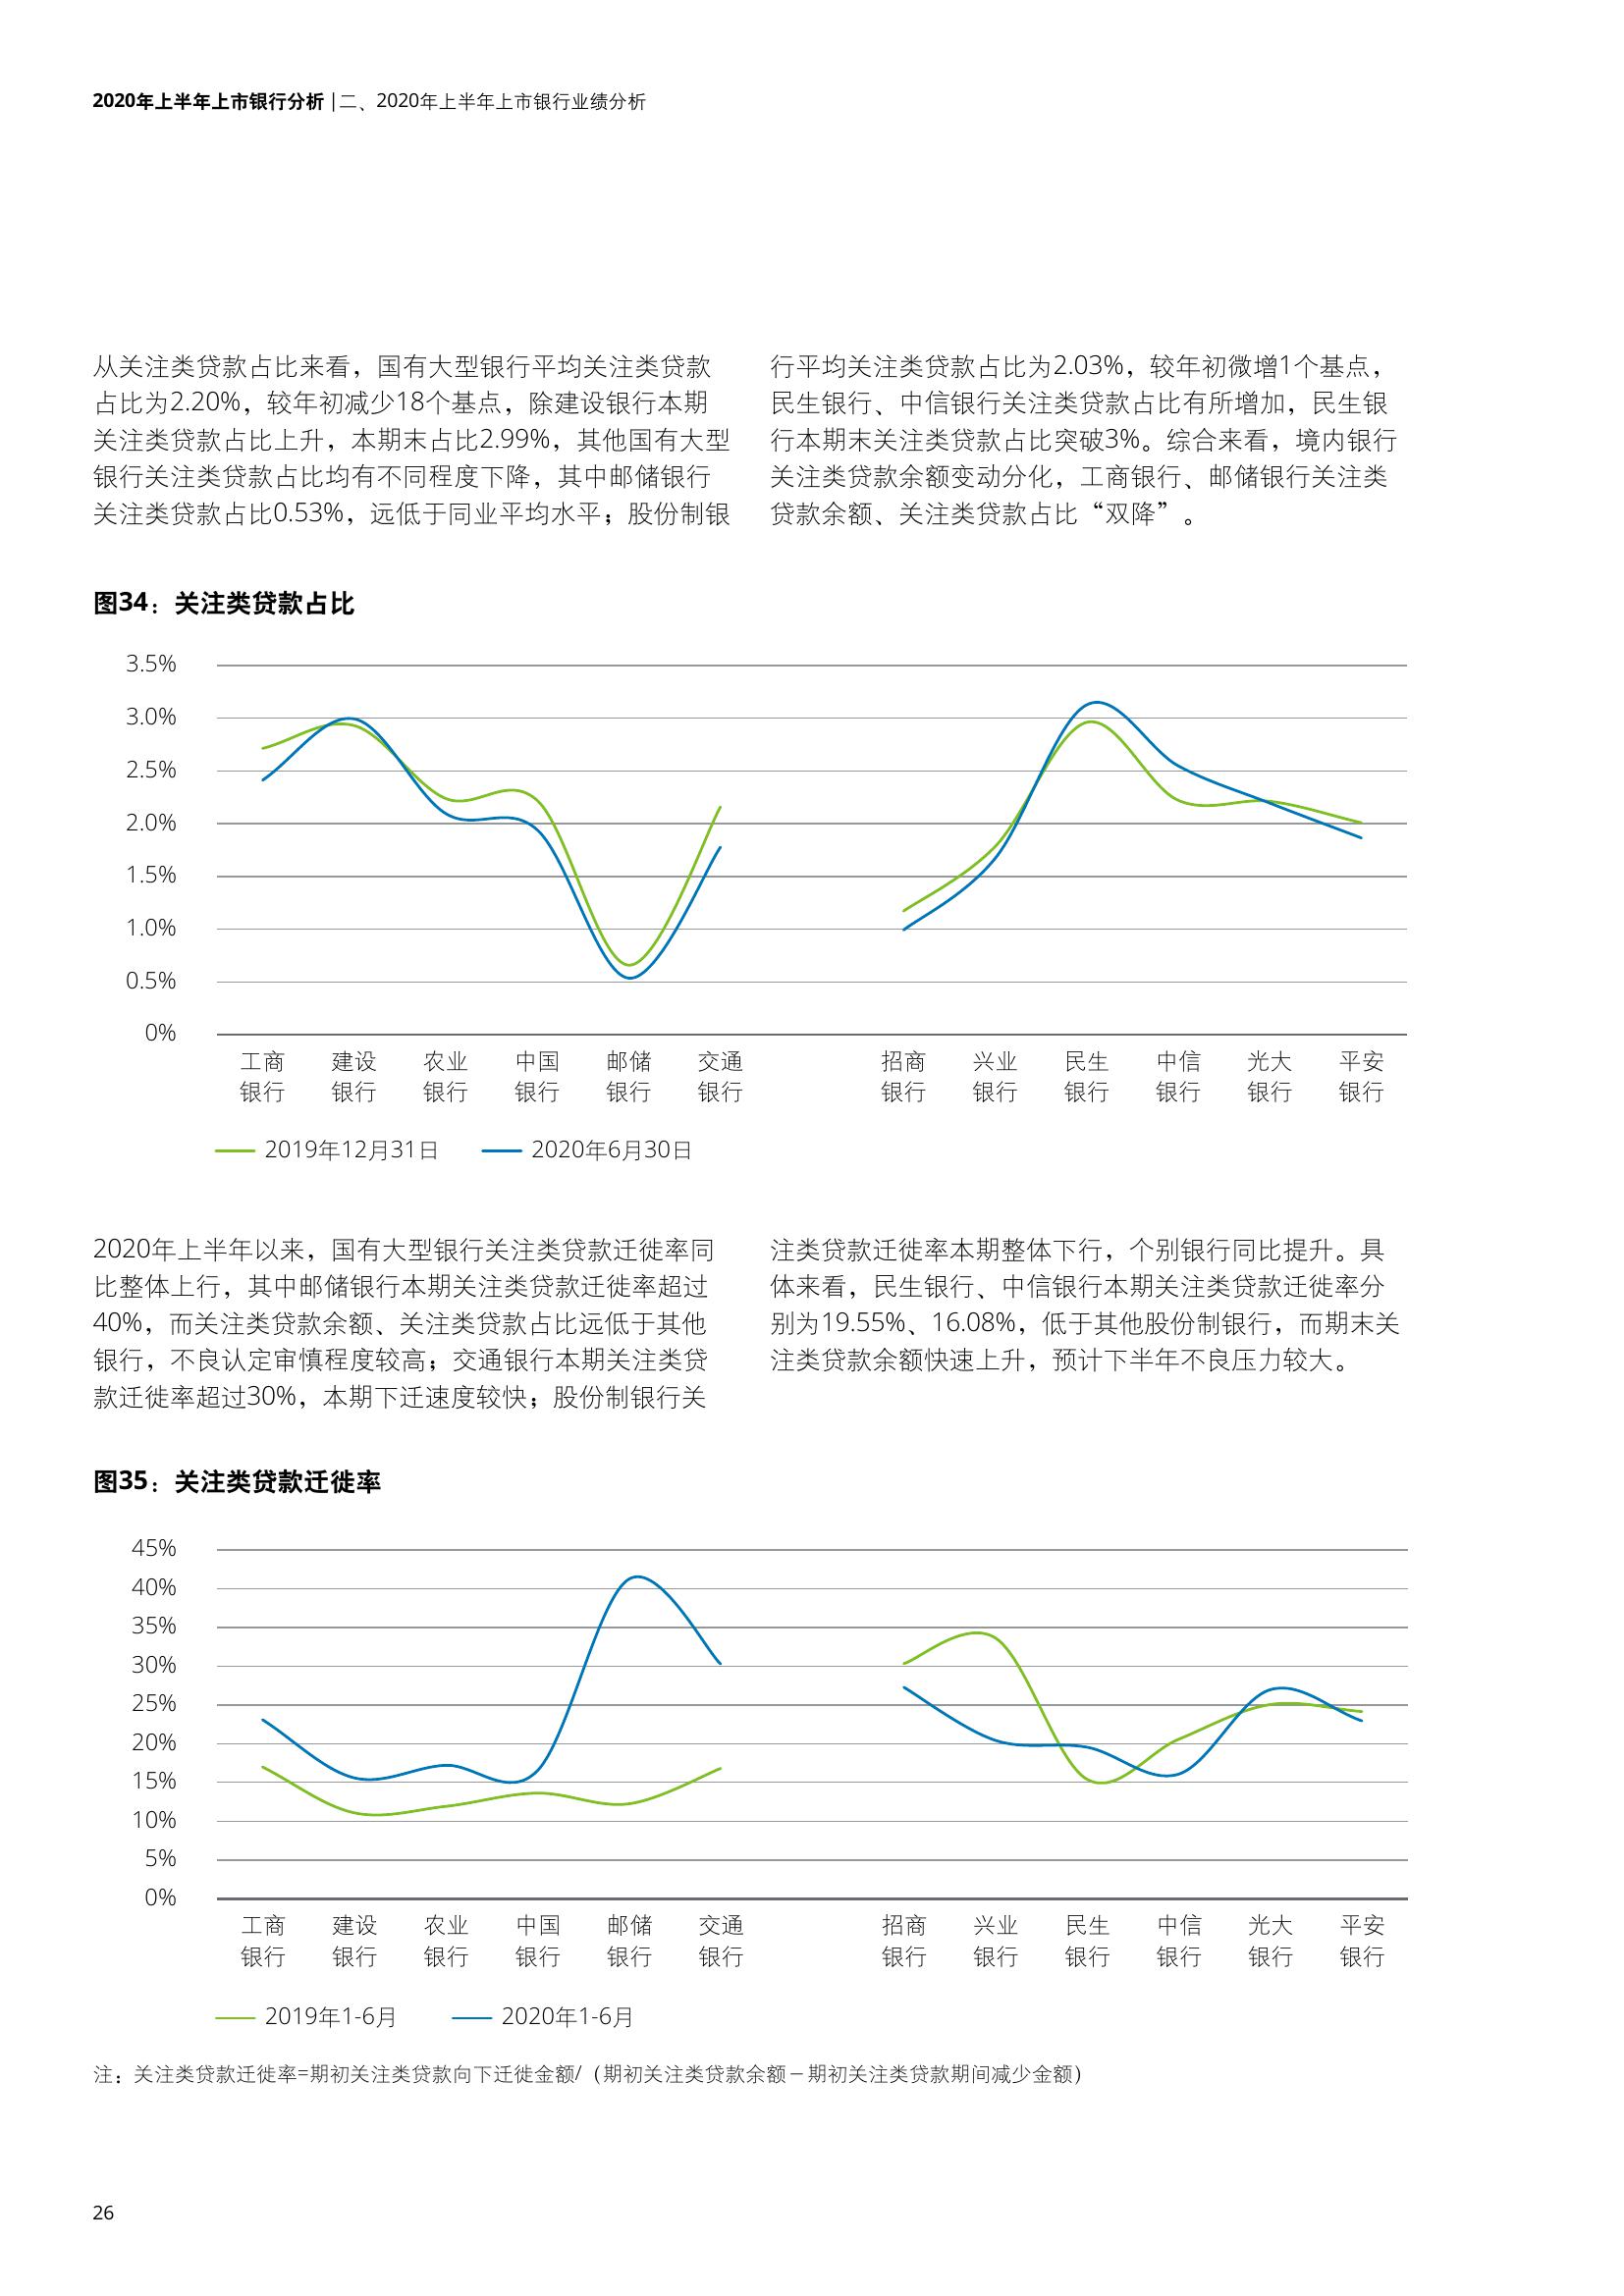 2020年上半年上市银行分析 |二、2020年上半年上市银行业绩分析
从关注类贷款占比来看，国有大型银行平均关注类贷款
占比为2.20%，较年初减少18个基点，除建设银行本期
关注类贷款占比上升，本期末占比2.99%，其他国有大型
银行关注类贷款占比均有不同程度下降，其中邮储银行
关注类贷款占比0.53%，远低于同业平均水平；股份制银
行平均关注类贷款占比为2.03%，较年初微增1个基点，
民生银行、中信银行关注类贷款占比有所增加，民生银
行本期末关注类贷款占比突破3%。综合来看，境内银行
关注类贷款余额变动分化，工商银行、邮储银行关注类
贷款余额、关注类贷款占比“双降”。
图34：关注类贷款占比
3.5%
3.0%
2.5%
2.0%
1.5%
1.0%
0.5%
0%
工商 建设 农业 中国 邮储 交通 招商 兴业 民生 中信 光大 平安
银行 银行 银行 银行 银行 银行 银行 银行 银行 银行 银行 银行
2019年12月31日 2020年6月30日
2020年上半年以来，国有大型银行关注类贷款迁徙率同
比整体上行，其中邮储银行本期关注类贷款迁徙率超过
40%，而关注类贷款余额、关注类贷款占比远低于其他
银行，不良认定审慎程度较高；交通银行本期关注类贷
款迁徙率超过30%，本期下迁速度较快；股份制银行关
注类贷款迁徙率本期整体下行，个别银行同比提升。具
体来看，民生银行、中信银行本期关注类贷款迁徙率分
别为19.55%、16.08%，低于其他股份制银行，而期末关
注类贷款余额快速上升，预计下半年不良压力较大。
图35：关注类贷款迁徙率
45%
40%
35%
30%
25%
20%
15%
10%
5%
0%
工商 建设 农业 中国 邮储 交通 招商 兴业 民生 中信 光大 平安
银行 银行 银行 银行 银行 银行 银行 银行 银行 银行 银行 银行
2019年1-6月 2020年1-6月
注：关注类贷款迁徙率=期初关注类贷款向下迁徙金额/（期初关注类贷款余额－期初关注类贷款期间减少金额）
26